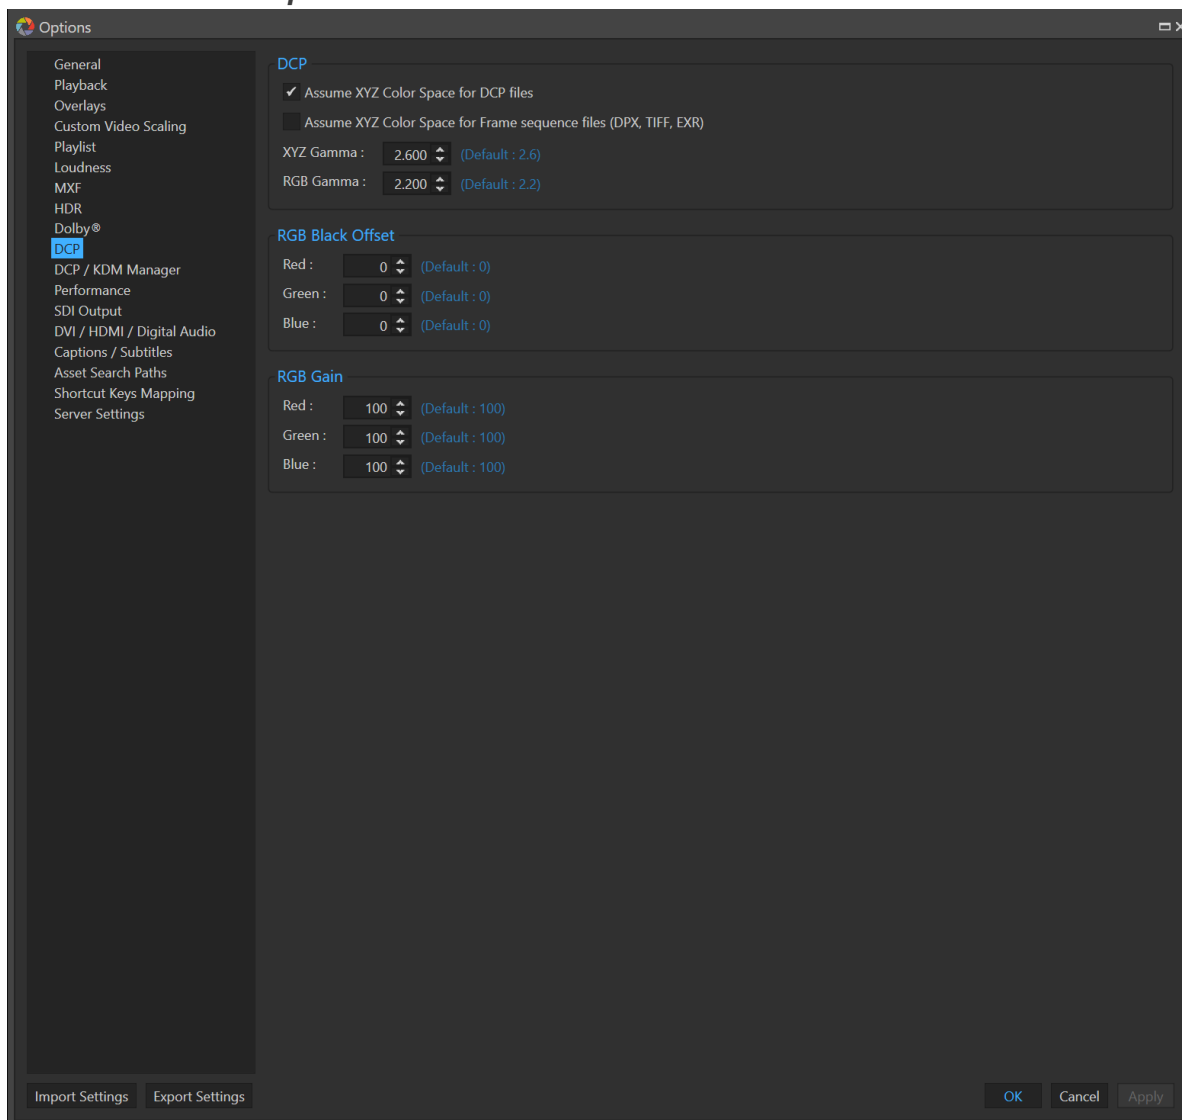 Options
General
Playback
Overlays
Custom Video Scaling
Playlist
Loudness
MXF
HDR
Dolby®
DCP
DCP / KDM Manager
Performance
SDI Output
DVI / HDMI / Digital Audio
Captions / Subtitles
Asset Search Paths
Shortcut Keys Mapping
Server Settings
DCP
Assume XYZ Color Space for DCP files
Assume XYZ Color Space for Frame sequence files (DPX, TIFF, EXR)
XYZ Gamma : 2.600 (Default : 2.6)
RGB Gamma : 2.200 (Default : 2.2)
RGB Black Offset
Red : 0 (Default : 0)
Green : 0 (Default : 0)
Blue : 0 (Default : 0)
RGB Gain
Red : 100 (Default : 100)
Green : 100 (Default : 100)
Blue : 100 (Default : 100)
Import Settings Export Settings OK Cancel Apply